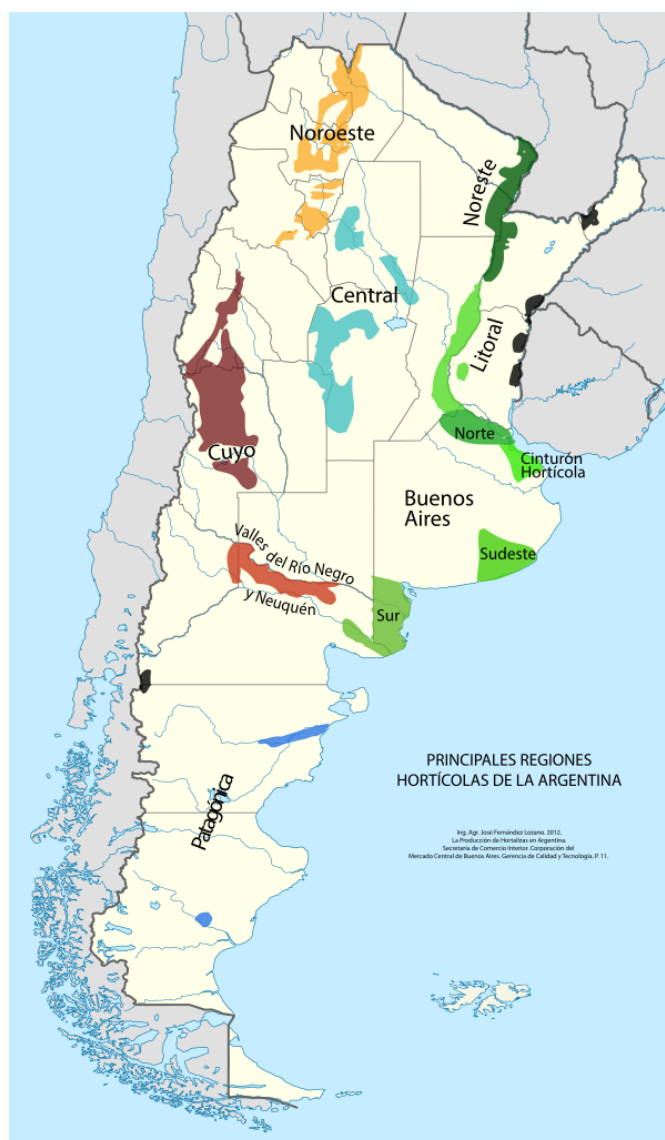 Noroeste
Noreste
Central
Litoral
Cuyo
Norte
Cinturón
Hortícola
Buenos
Aires
Sudeste
Valles del Río Negro
y Neuquén
Sur
Patagónica
PRINCIPALES REGIONES
HORTÍCOLAS DE LA ARGENTINA
Ing. Agr. José Fernández Lozano. 2012.
La Producción de Hortalizas en Argentina.
Secretaría de Comercio Interior. Corporación del
Mercado Central de Buenos Aires. Gerencia de Calidad y Tecnología. P. 11.